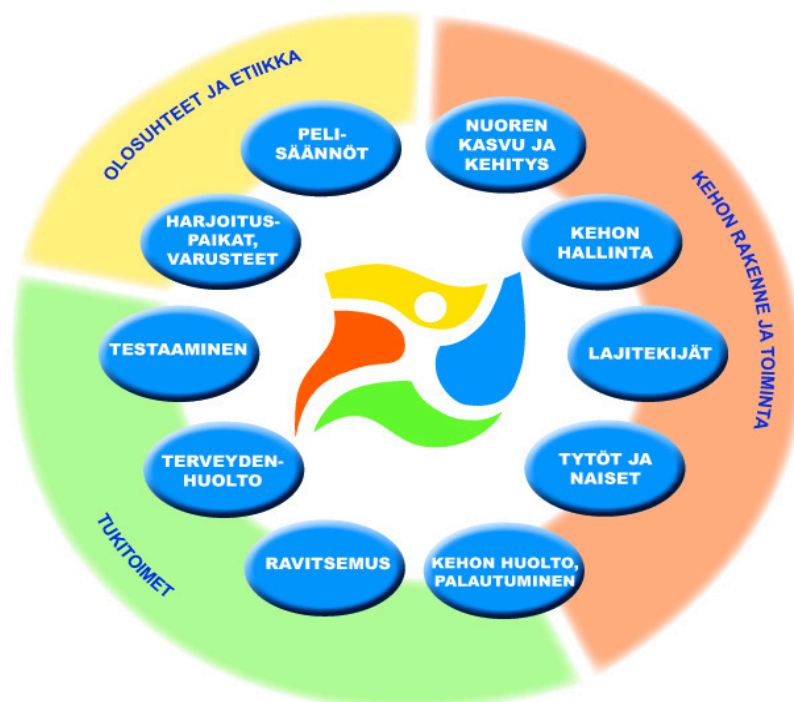 OLOSUHTEET JA ETIIKKA
PELI-
SÄÄNNÖT
HARJOITUS-
PAIKAT,
VARUSTEET
KEHON RAKENNE JA TOIMINTA
NUOREN
KASVU JA
KEHITYS
KEHON
HALLINTA
LAJITEKIJÄT
TYTÖT JA
NAISET
TUKITOIMET
TESTAAMINEN
TERVEYDEN-
HUOLTO
RAVITSEMUS
KEHON HUOLTO,
PALAUTUMINEN